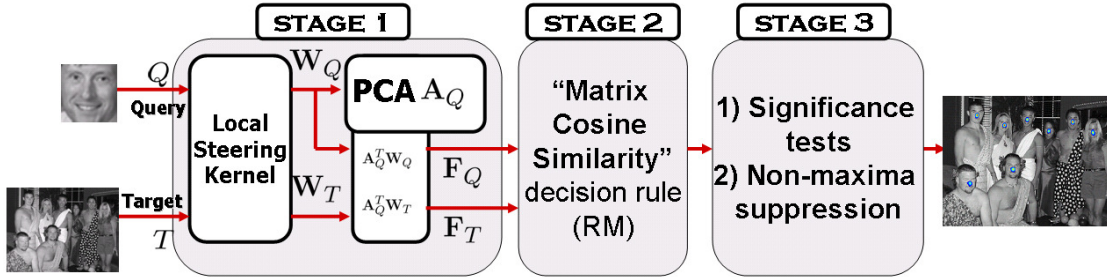 STAGE 1
STAGE 2
STAGE 3
Q
Query
Target
T
Local
Steering
Kernel
W_Q
W_T
PCA A_Q
A_Q^T W_Q
A_Q^T W_T
F_Q
F_T
“Matrix
Cosine
Similarity”
decision rule
(RM)
1) Significance
tests
2) Non-maxima
suppression